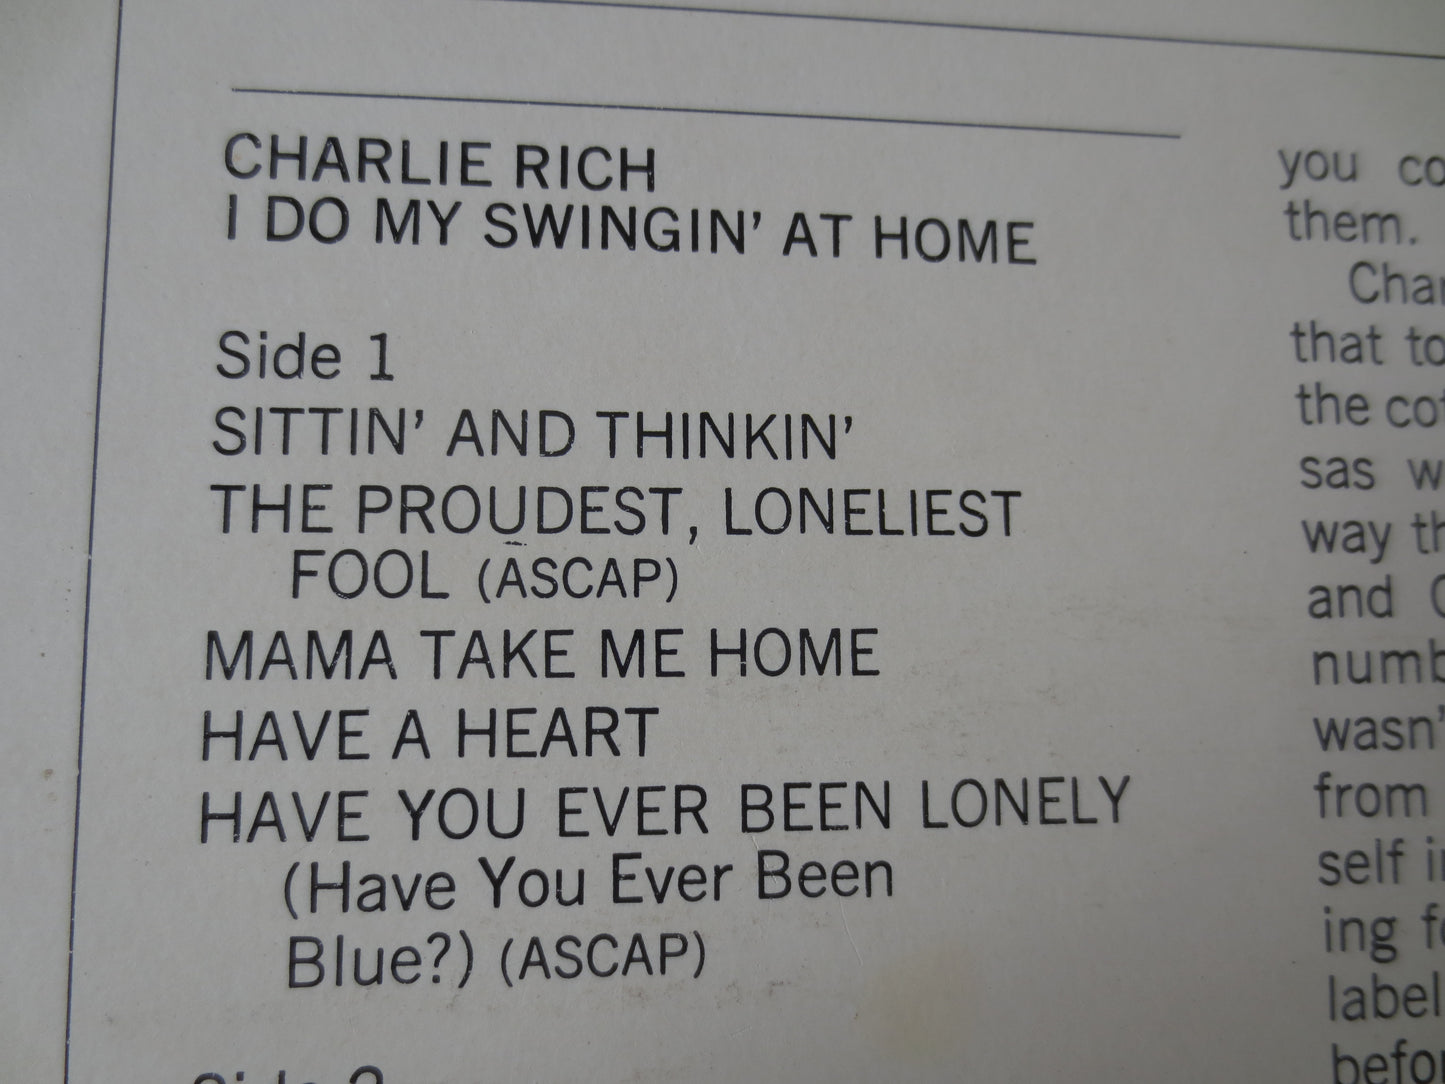 CHARLIE RICH
I DO MY SWINGIN' AT HOME
Side 1
SITTIN' AND THINKIN'
THE PROUDEST, LONELIEST
FOOL (ASCAP)
MAMA TAKE ME HOME
HAVE A HEART
HAVE YOU EVER BEEN LONELY
(Have You Ever Been
Blue?) (ASCAP)
you
them.
that
the
sas
way
and
from
self
ing